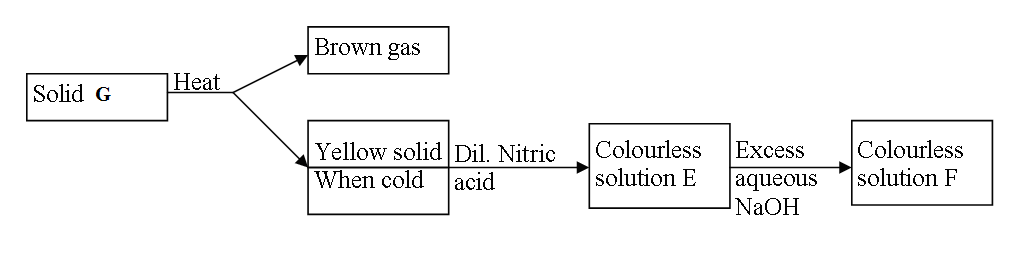 Brown gas
Solid G
Heat
Yellow solid
When cold
Dil. Nitric
acid
Colourless
solution E
Excess
aqueous
NaOH
Colourless
solution F